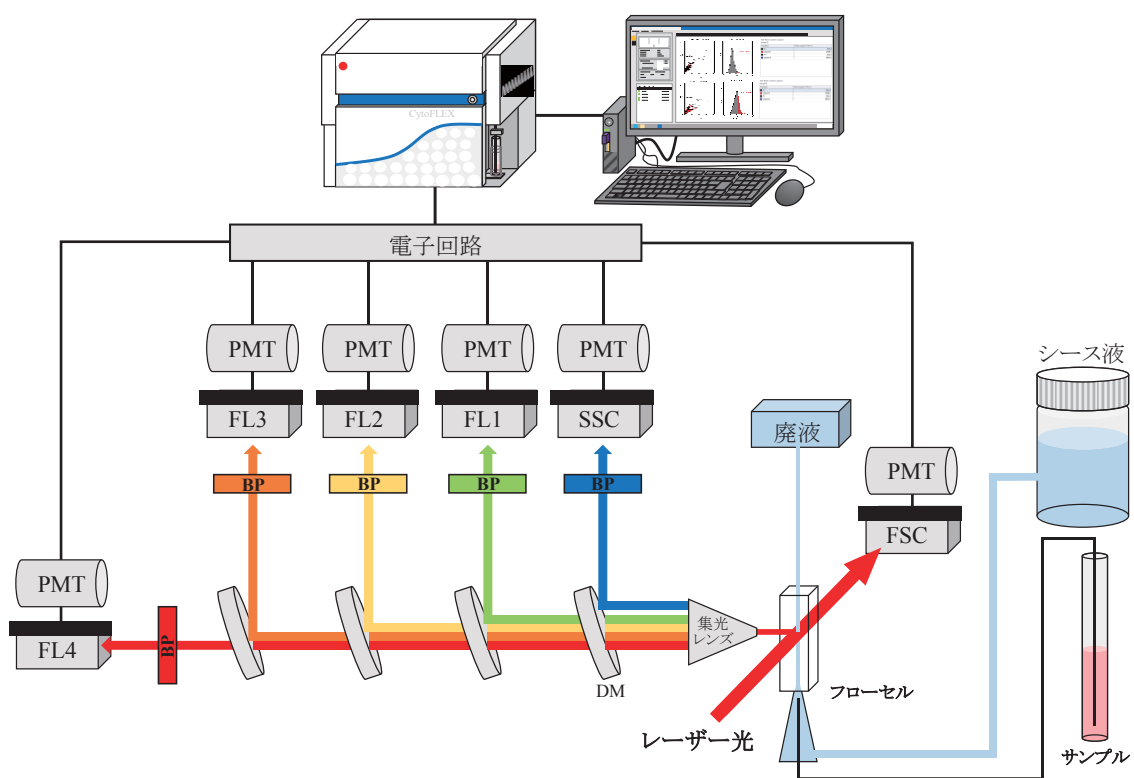 CytoFLEX
電子回路
PMT
PMT
PMT
PMT
シース液
FL3
FL2
FL1
SSC
廃液
BP
BP
BP
BP
PMT
FSC
PMT
BP
FL4
集光
レンズ
DM
フローセル
レーザー光
サンプル